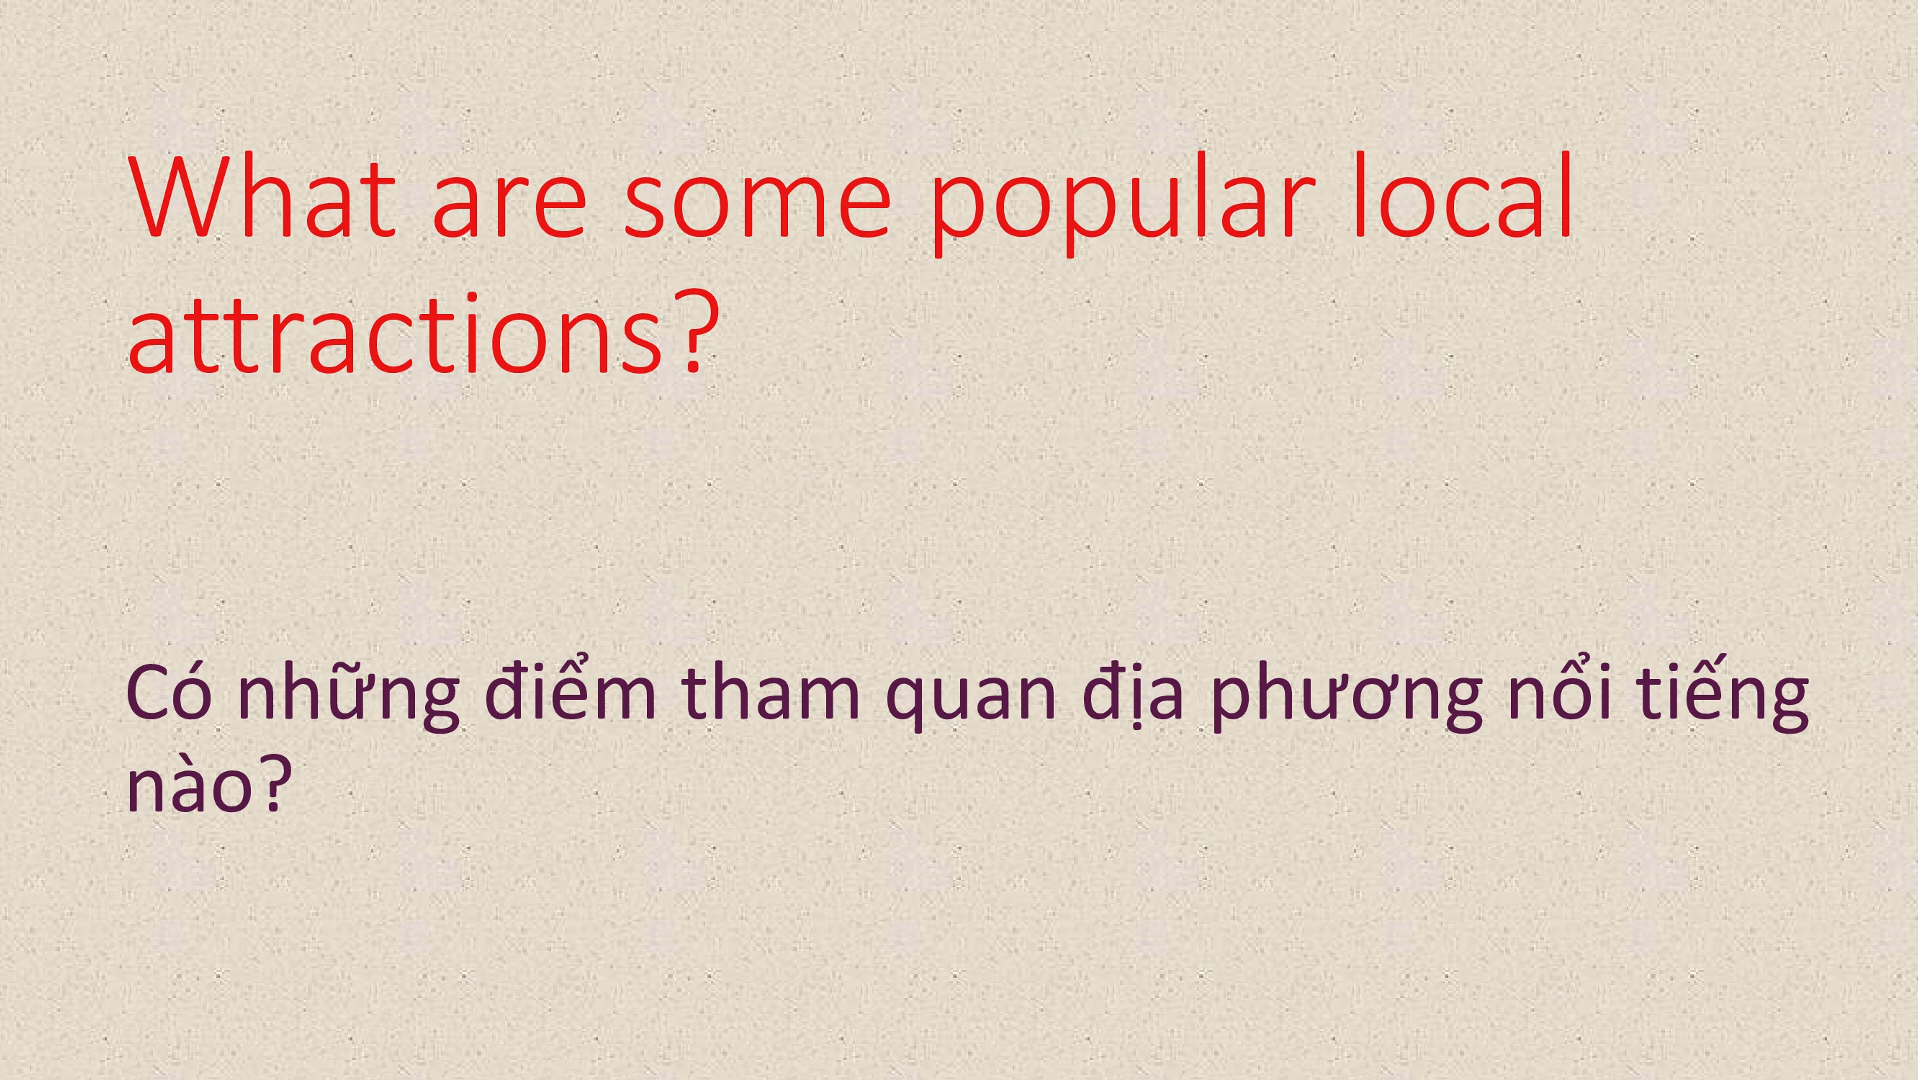 What are some popular local
attractions?
Có những điểm tham quan địa phương nổi tiếng
nào?